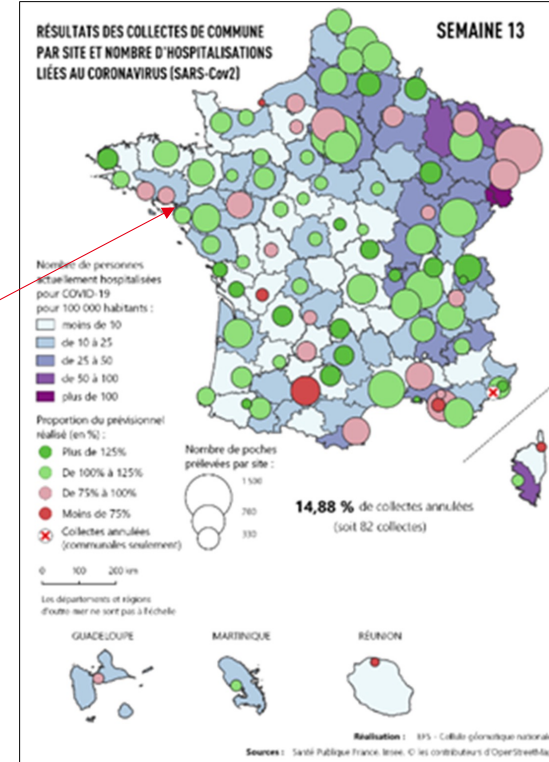 RÉSULTATS DES COLLECTES DE COMMUNE
PAR SITE ET NOMBRE D'HOSPITALISATIONS
LIÉES AU CORONAVIRUS (SARS-Cov2)
SEMAINE 13
Nombre de personnes
actuellement hospitalisées
pour COVID-19
pour 100 000 habitants :
moins de 10
de 10 à 25
de 25 à 50
de 50 à 100
plus de 100
Proportion du prévisionnel
réalisé (en %) :
Plus de 125%
De 100% à 125%
De 75% à 100%
Moins de 75%
Collectes annulées
(communales seulement)
Nombre de poches
prélevées par site :
1 500
330
14,88 % de collectes annulées
(soit 82 collectes)
0 100 200 km
Les départements et régions
d'outre-mer ne sont pas à l'échelle
GUADELOUPE
MARTINIQUE
RÉUNION
Réalisation : EFS - Cellule géomatique nationale
Sources : Santé Publique France, Insee, © les contributeurs d'OpenStreetMap